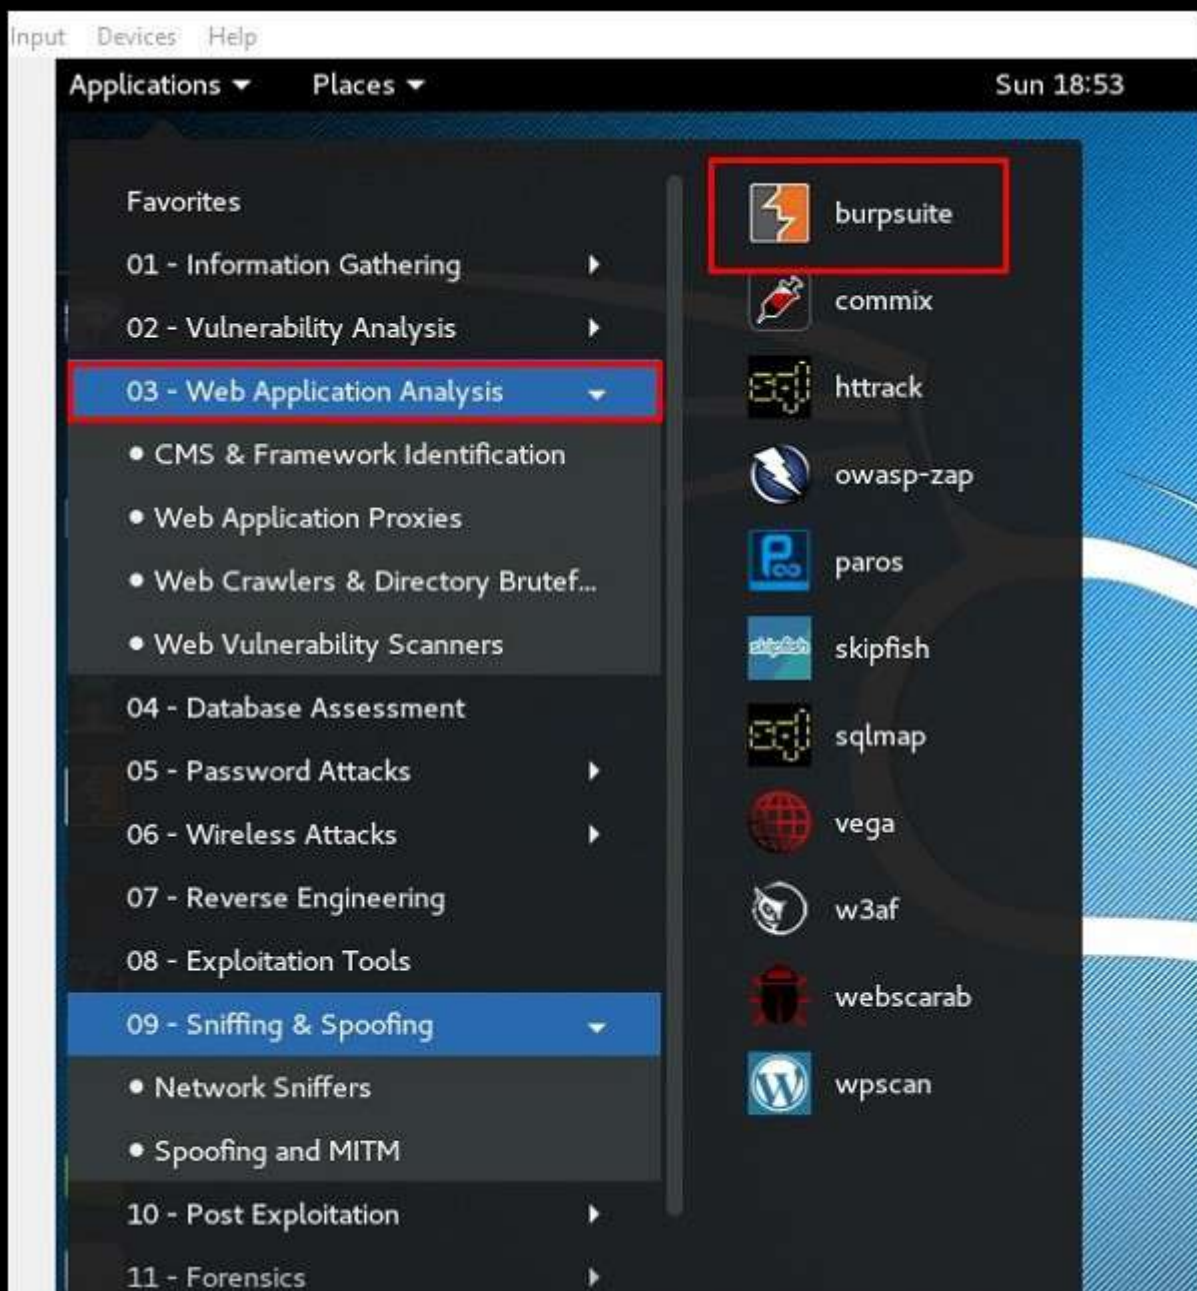 Input Devices Help
Applications Places Sun 18:53
Favorites
01 - Information Gathering
02 - Vulnerability Analysis
03 - Web Application Analysis
• CMS & Framework Identification
• Web Application Proxies
• Web Crawlers & Directory Brutef...
• Web Vulnerability Scanners
04 - Database Assessment
05 - Password Attacks
06 - Wireless Attacks
07 - Reverse Engineering
08 - Exploitation Tools
09 - Sniffing & Spoofing
• Network Sniffers
• Spoofing and MITM
10 - Post Exploitation
11 - Forensics
burpsuite
commix
sql httrack
owasp-zap
paros
skipfish skipfish
sql sqlmap
vega
w3af
webscarab
wpscan